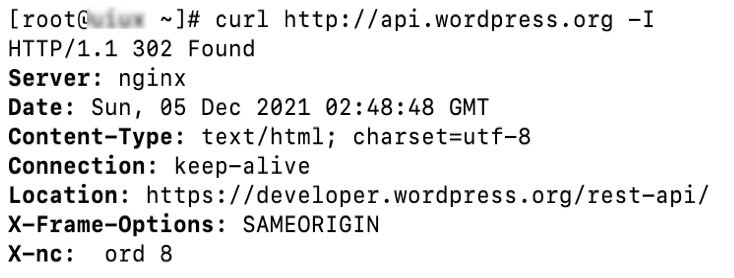 [root@ ~]# curl http://api.wordpress.org -I
HTTP/1.1 302 Found
Server: nginx
Date: Sun, 05 Dec 2021 02:48:48 GMT
Content-Type: text/html; charset=utf-8
Connection: keep-alive
Location: https://developer.wordpress.org/rest-api/
X-Frame-Options: SAMEORIGIN
X-nc:  ord 8